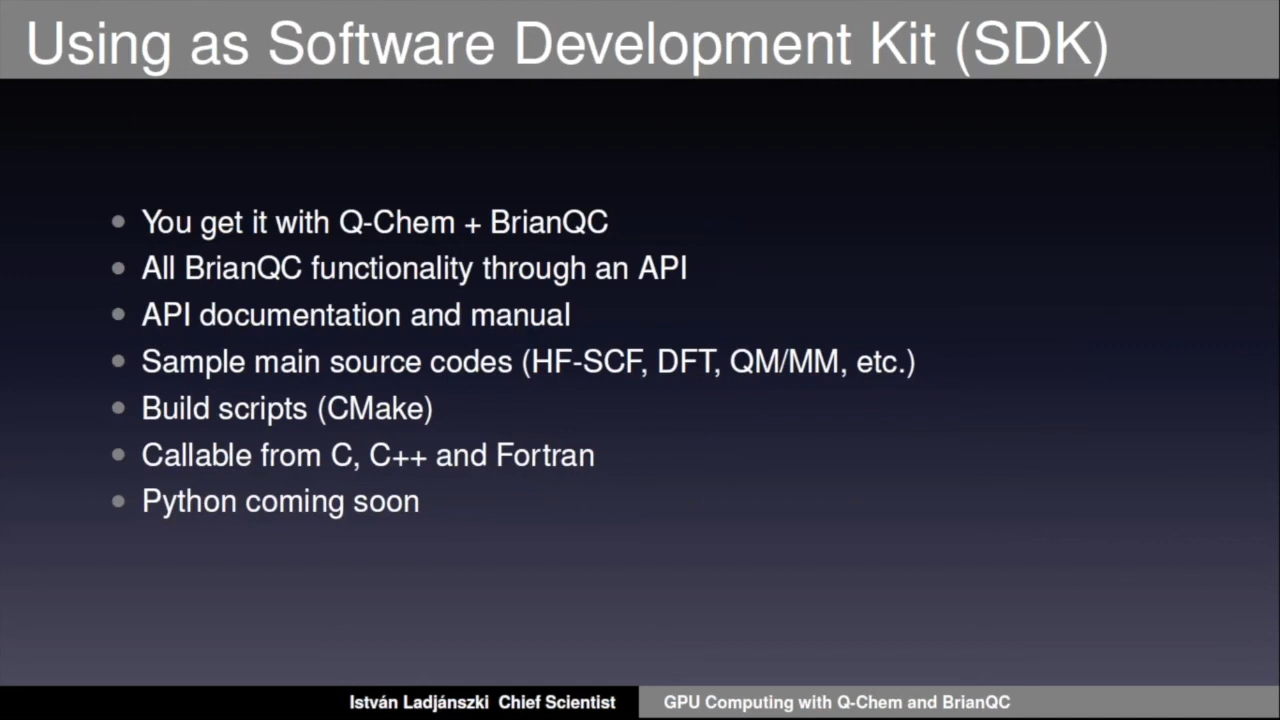 Using as Software Development Kit (SDK)
You get it with Q-Chem + BrianQC
All BrianQC functionality through an API
API documentation and manual
Sample main source codes (HF-SCF, DFT, QM/MM, etc.)
Build scripts (CMake)
Callable from C, C++ and Fortran
Python coming soon
István Ladjánszki Chief Scientist
GPU Computing with Q-Chem and BrianQC